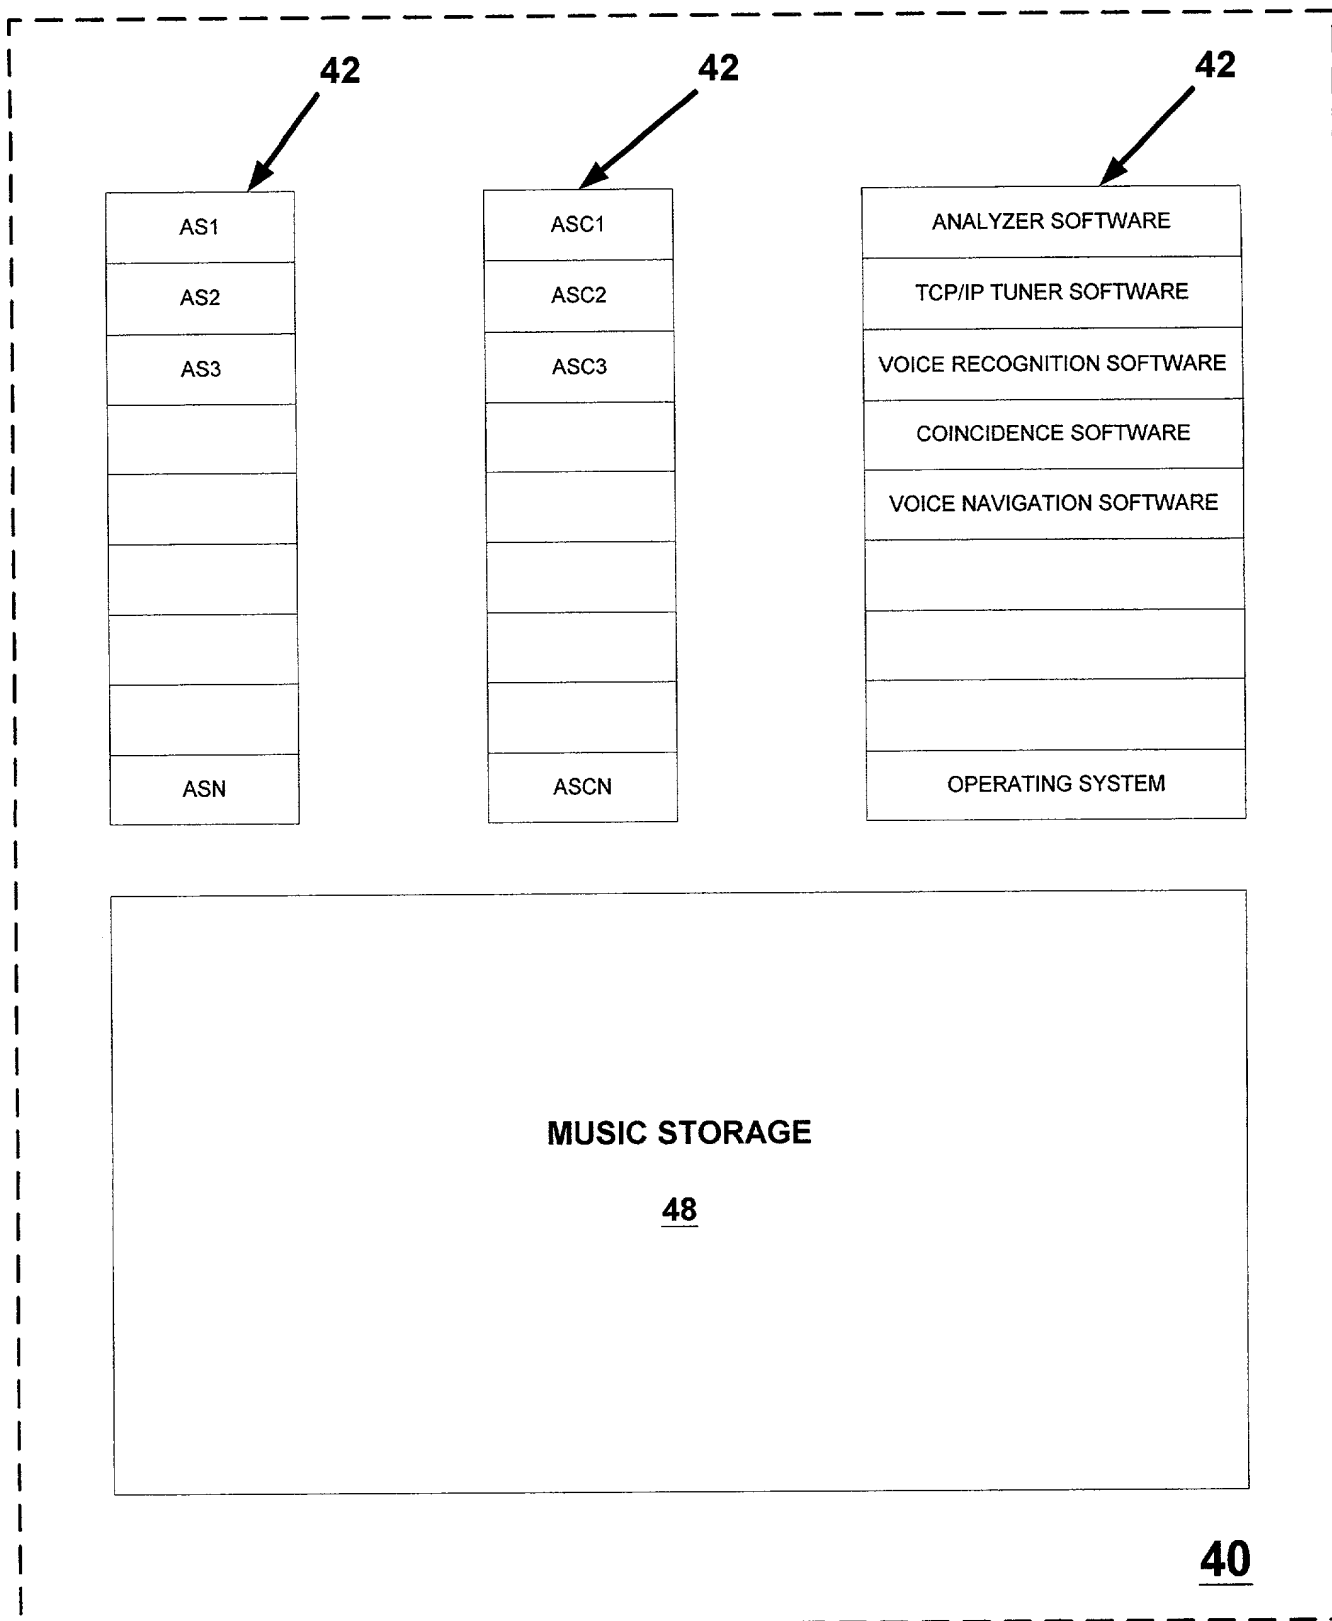 42
42
42
AS1
AS2
AS3
ASN
ASC1
ASC2
ASC3
ASCN
ANALYZER SOFTWARE
TCP/IP TUNER SOFTWARE
VOICE RECOGNITION SOFTWARE
COINCIDENCE SOFTWARE
VOICE NAVIGATION SOFTWARE
OPERATING SYSTEM
MUSIC STORAGE
48
40